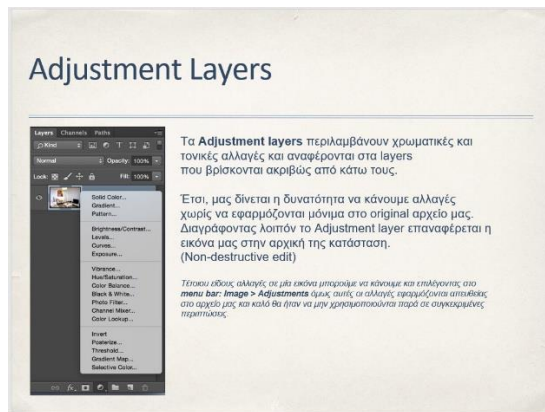 Adjustment Layers
Layers Channels Paths
Kind
Normal Opacity: 100%
Lock: Fill: 100%
Solid Color...
Gradient...
Pattern...
Brightness/Contrast...
Levels...
Curves...
Exposure...
Vibrance...
Hue/Saturation...
Color Balance...
Black & White...
Photo Filter...
Channel Mixer...
Color Lookup...
Invert
Posterize...
Threshold...
Gradient Map...
Selective Color...
fx
Τα Adjustment layers περιλαμβάνουν χρωματικές και
τονικές αλλαγές και αναφέρονται στα layers
που βρίσκονται ακριβώς από κάτω τους.
Έτσι, μας δίνεται η δυνατότητα να κάνουμε αλλαγές
χωρίς να εφαρμόζονται μόνιμα στο original αρχείο μας.
Διαγράφοντας λοιπόν το Adjustment layer επαναφέρεται η
εικόνα μας στην αρχική της κατάσταση.
(Non-destructive edit)
Τέτοιου είδους αλλαγές σε μία εικόνα μπορούμε να κάνουμε και επιλέγοντας στο
menu bar: Image > Adjustments όμως αυτές οι αλλαγές εφαρμόζονται απευθείας
στο αρχείο μας και καλό θα ήταν να μην χρησιμοποιούνται παρά σε συγκεκριμένες
περιπτώσεις